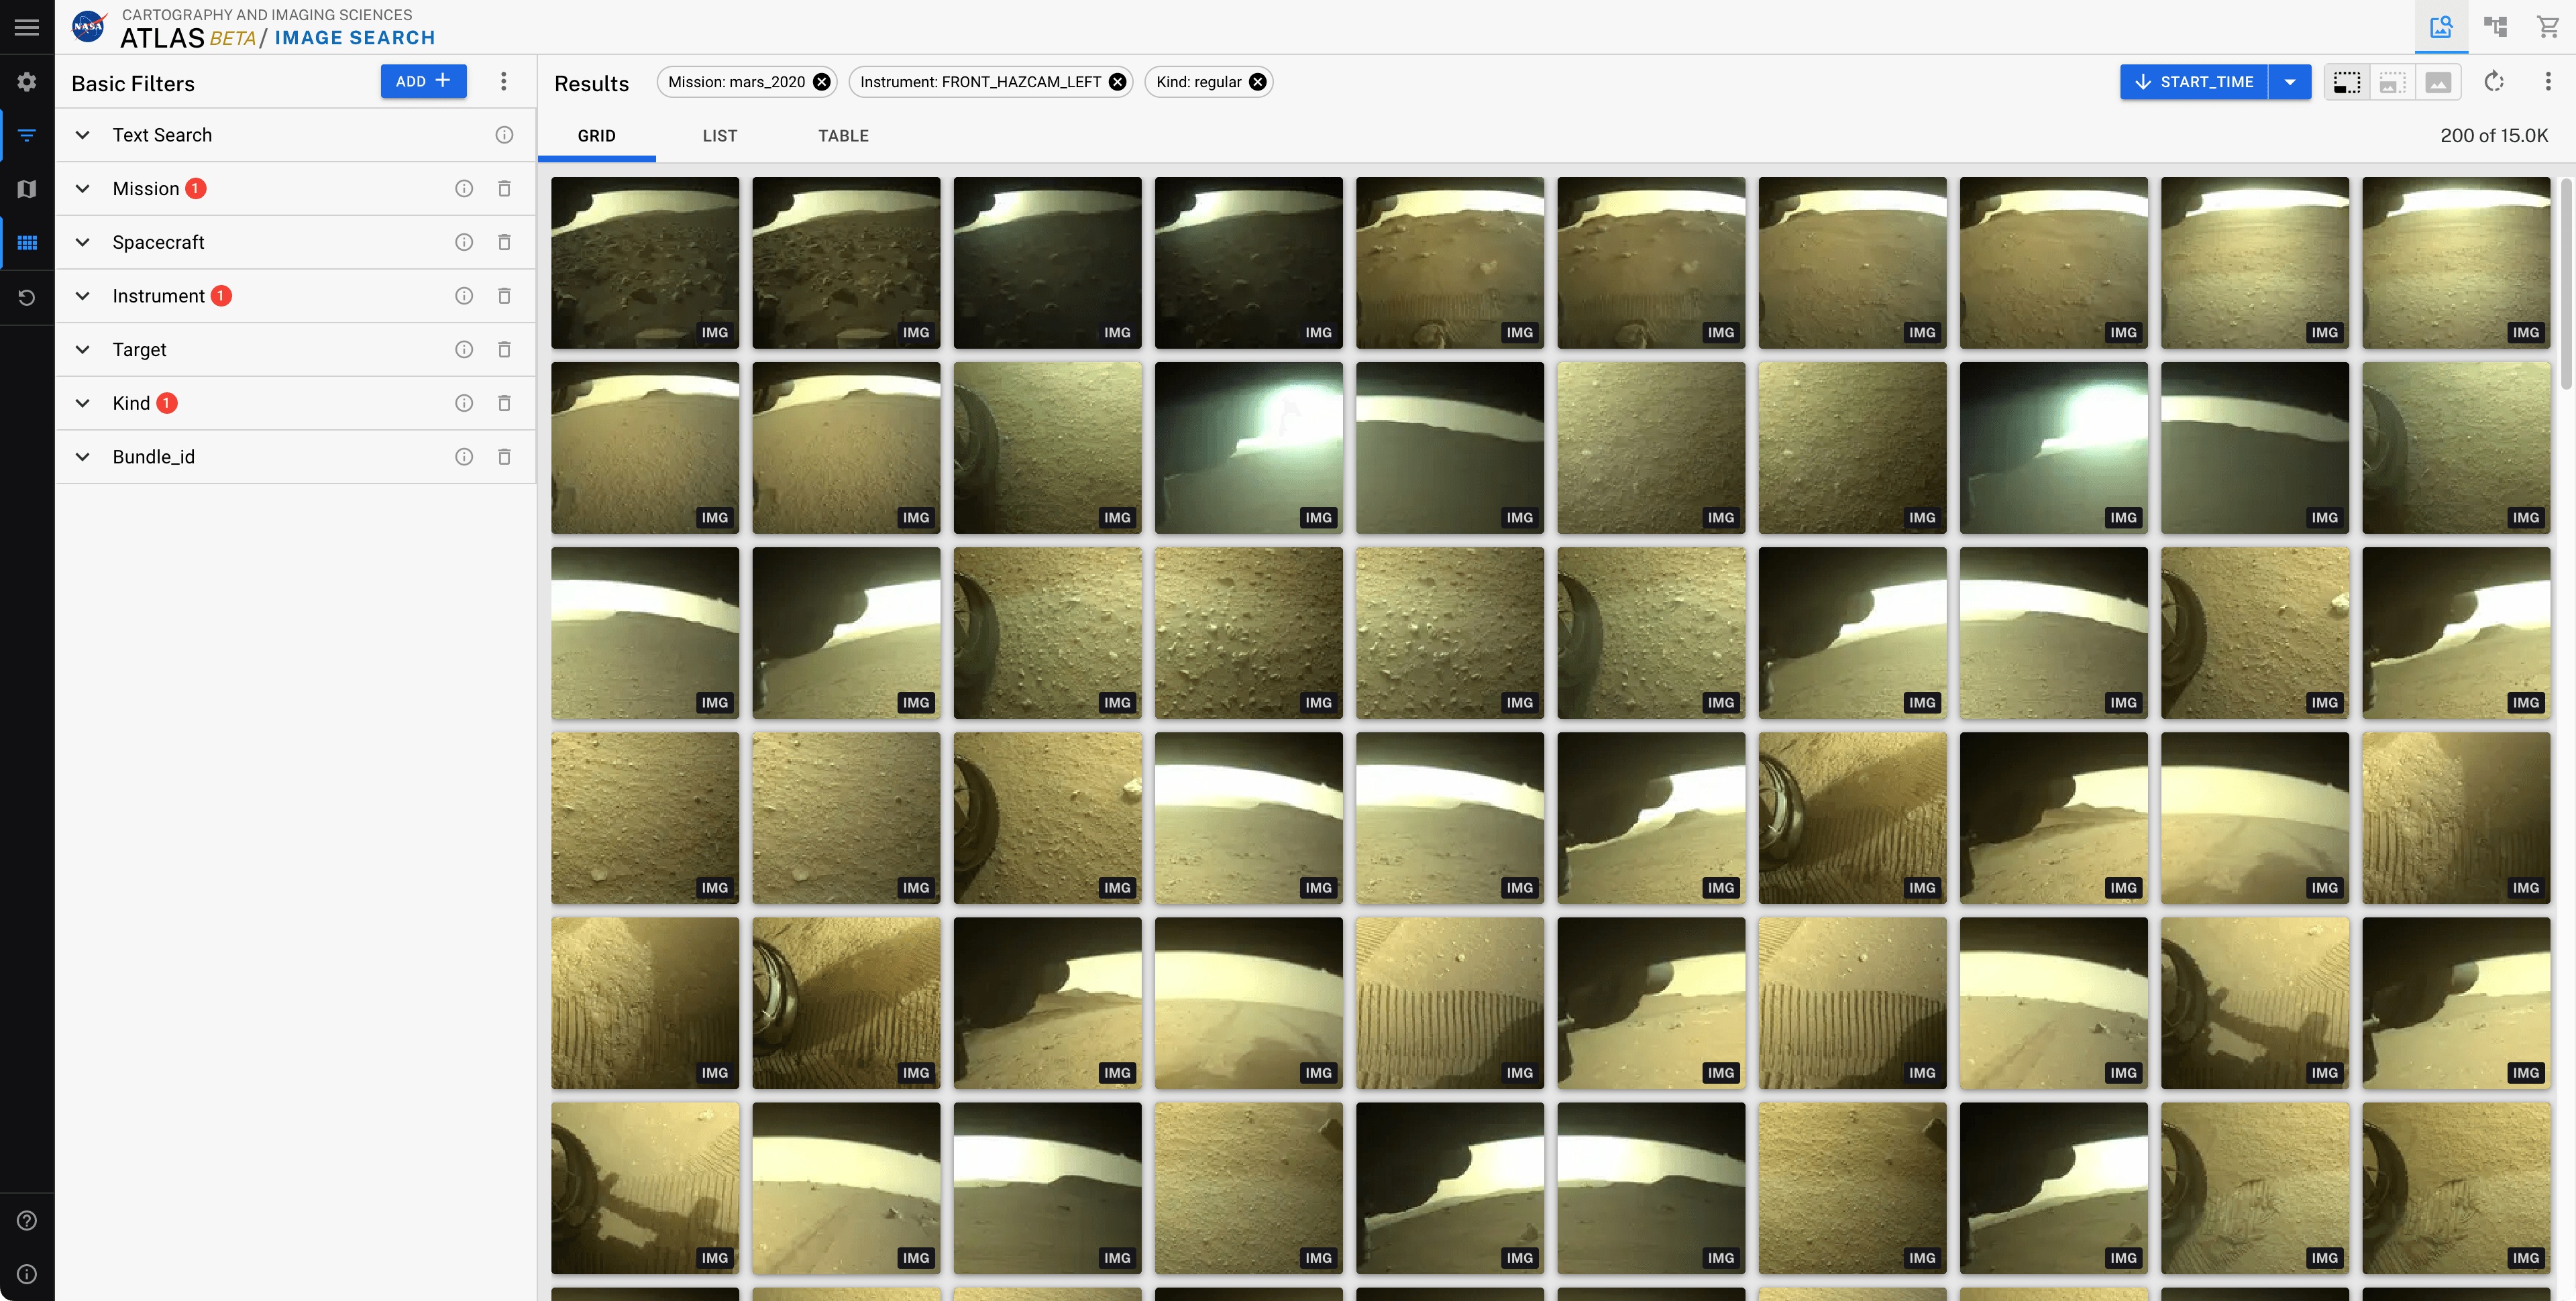 NASA
CARTOGRAPHY AND IMAGING SCIENCES
ATLAS BETA / IMAGE SEARCH
Basic Filters
ADD
Text Search
Mission 1
Spacecraft
Instrument 1
Target
Kind 1
Bundle_id
Results
Mission: mars_2020
Instrument: FRONT_HAZCAM_LEFT
Kind: regular
START_TIME
GRID LIST TABLE
200 of 15.0K
IMG IMG IMG IMG IMG IMG IMG IMG IMG IMG
IMG IMG IMG IMG IMG IMG IMG IMG IMG IMG
IMG IMG IMG IMG IMG IMG IMG IMG IMG IMG
IMG IMG IMG IMG IMG IMG IMG IMG IMG IMG
IMG IMG IMG IMG IMG IMG IMG IMG IMG IMG
IMG IMG IMG IMG IMG IMG IMG IMG IMG IMG